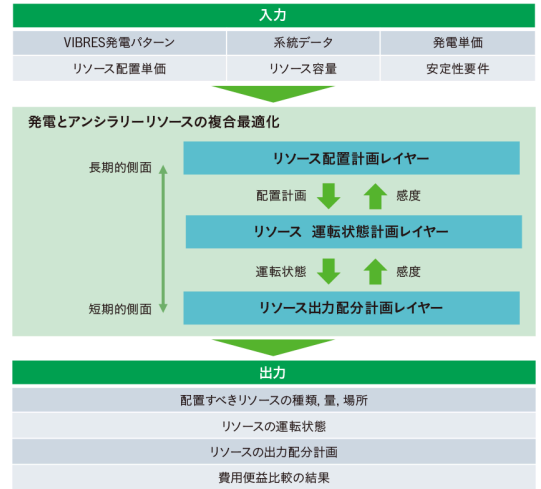 入力
VIBRES発電パターン 系統データ 発電単価
リソース配置単価 リソース容量 安定性要件
発電とアンシラリーリソースの複合最適化
リソース配置計画レイヤー
長期的側面
配置計画 感度
リソース 運転状態計画レイヤー
運転状態 感度
短期的側面 リソース出力配分計画レイヤー
出力
配置すべきリソースの種類, 量, 場所
リソースの運転状態
リソースの出力配分計画
費用便益比較の結果